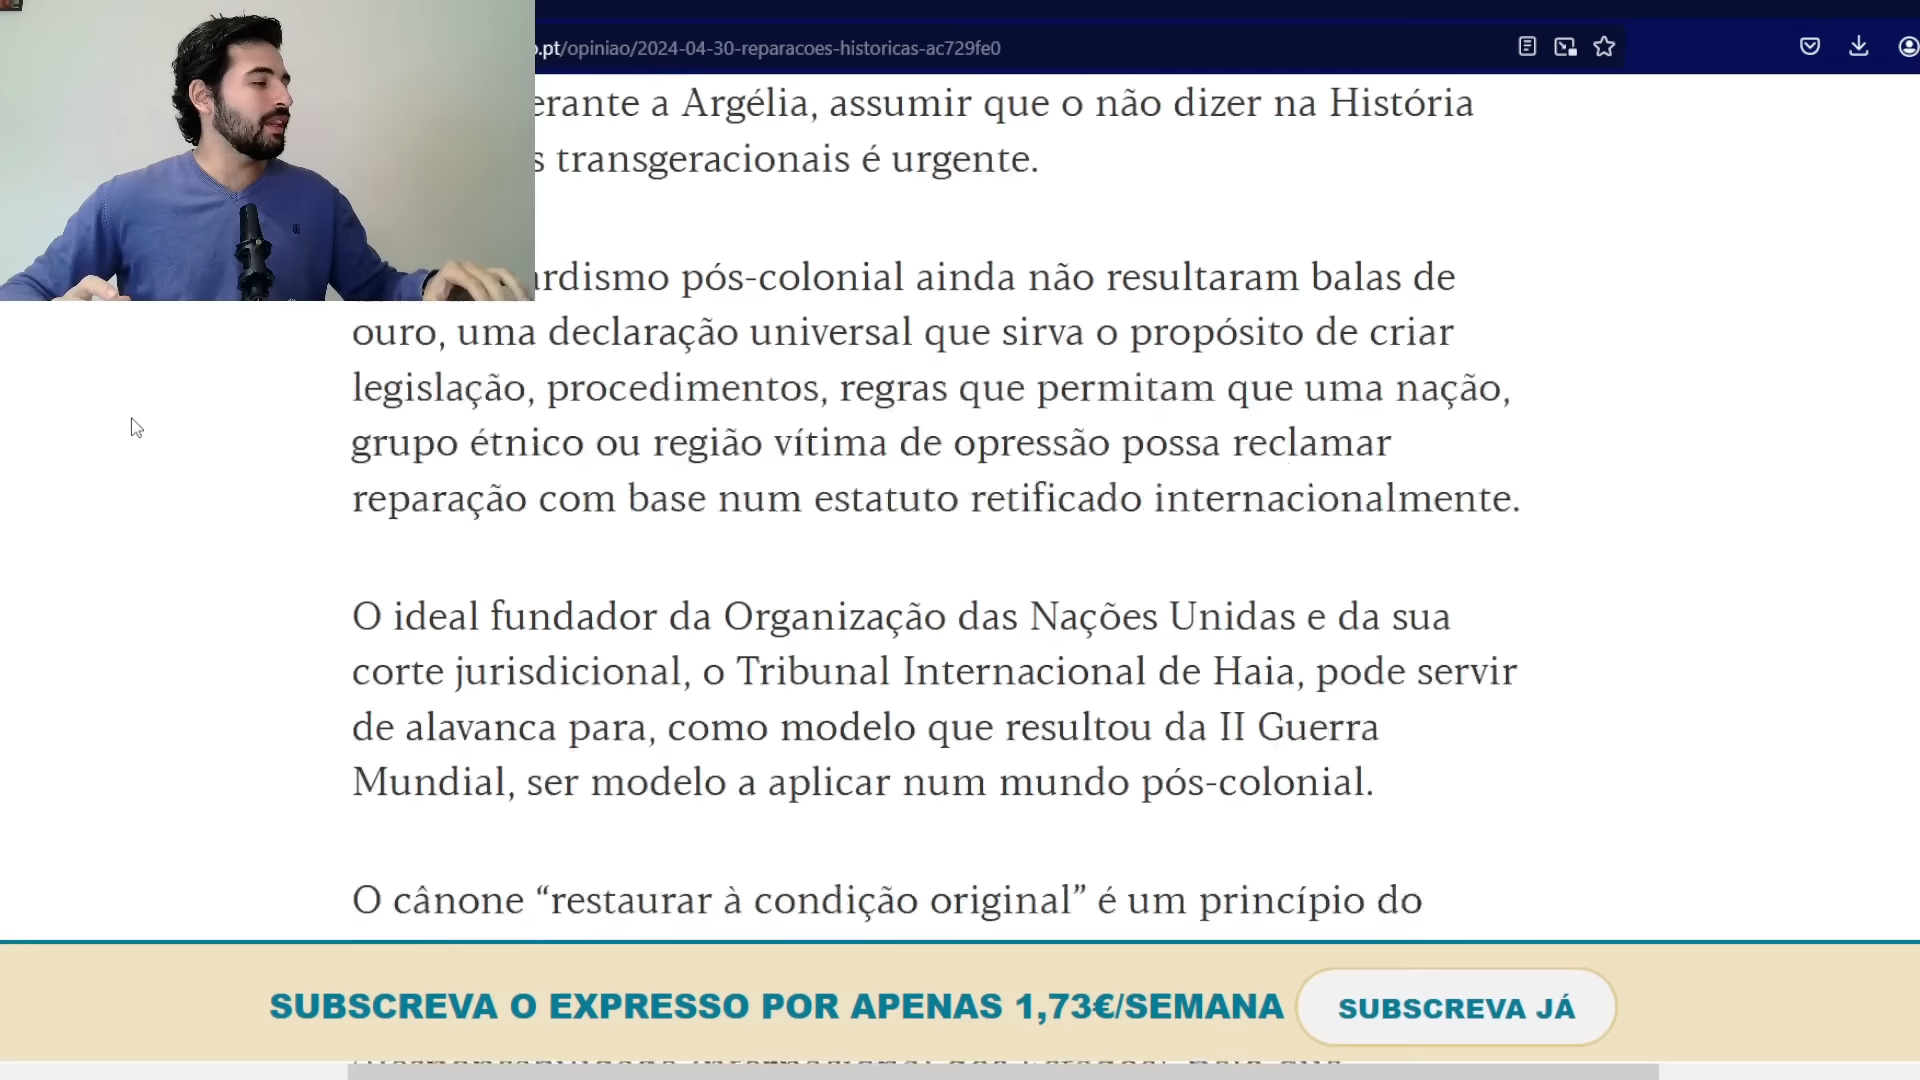 .pt/opiniao/2024-04-30-reparacoes-historicas-ac729fe0
a Argélia, assumir que o não dizer na História
transgeracionais é urgente.
pós-colonial ainda não resultaram balas de
ouro, uma declaração universal que sirva o propósito de criar
legislação, procedimentos, regras que permitam que uma nação,
grupo étnico ou região vítima de opressão possa reclamar
reparação com base num estatuto retificado internacionalmente.
O ideal fundador da Organização das Nações Unidas e da sua
corte jurisdicional, o Tribunal Internacional de Haia, pode servir
de alavanca para, como modelo que resultou da II Guerra
Mundial, ser modelo a aplicar num mundo pós-colonial.
O cânone “restaurar à condição original” é um princípio do
SUBSCREVA O EXPRESSO POR APENAS 1,73€/SEMANA
SUBSCREVA JÁ